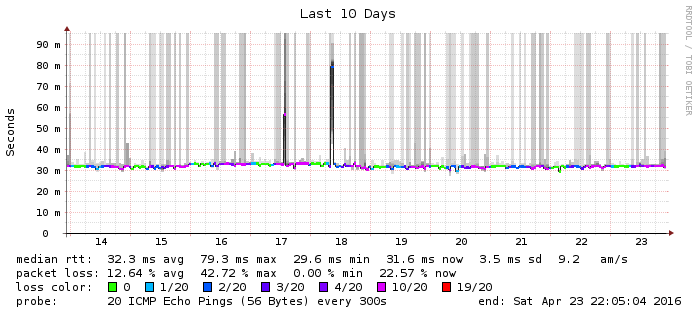 Last 10 Days
RRDTOOL / TOBI OETIKER
Seconds
90 m
80 m
70 m
60 m
50 m
40 m
30 m
20 m
10 m
0
14 15 16 17 18 19 20 21 22 23
median rtt: 32.3 ms avg 79.3 ms max 29.6 ms min 31.6 ms now 3.5 ms sd 9.2 am/s
packet loss: 12.64 % avg 42.72 % max 0.00 % min 22.57 % now
loss color: 0 1/20 2/20 3/20 4/20 10/20 19/20
probe: 20 ICMP Echo Pings (56 Bytes) every 300s end: Sat Apr 23 22:05:04 2016